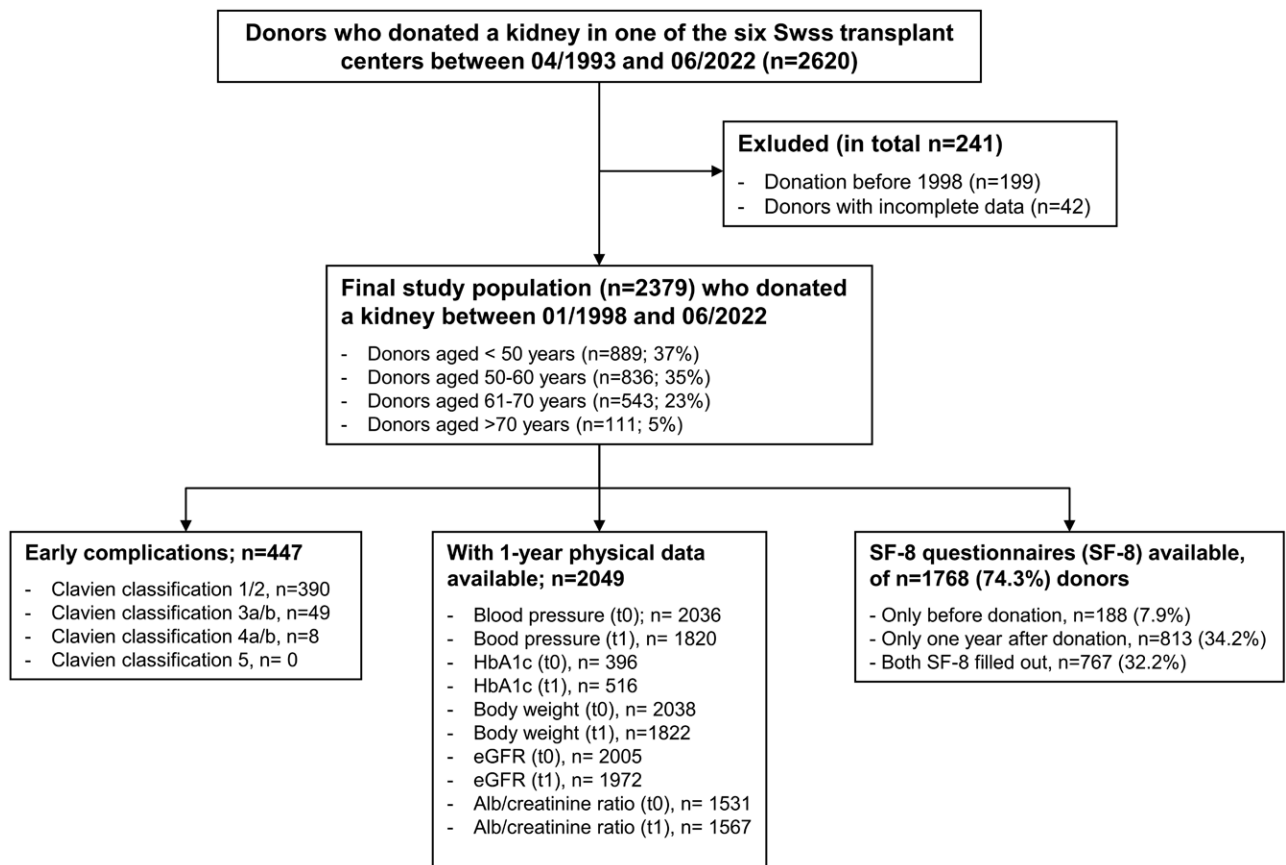 Donors who donated a kidney in one of the six Swss transplant
centers between 04/1993 and 06/2022 (n=2620)
Exluded (in total n=241)
- Donation before 1998 (n=199)
- Donors with incomplete data (n=42)
Final study population (n=2379) who donated
a kidney between 01/1998 and 06/2022
- Donors aged < 50 years (n=889; 37%)
- Donors aged 50-60 years (n=836; 35%)
- Donors aged 61-70 years (n=543; 23%)
- Donors aged >70 years (n=111; 5%)
Early complications; n=447
- Clavien classification 1/2, n=390
- Clavien classification 3a/b, n=49
- Clavien classification 4a/b, n=8
- Clavien classification 5, n= 0
With 1-year physical data
available; n=2049
- Blood pressure (t0); n= 2036
- Bood pressure (t1), n= 1820
- HbA1c (t0), n= 396
- HbA1c (t1), n= 516
- Body weight (t0), n= 2038
- Body weight (t1), n=1822
- eGFR (t0), n= 2005
- eGFR (t1), n= 1972
- Alb/creatinine ratio (t0), n= 1531
- Alb/creatinine ratio (t1), n= 1567
SF-8 questionnaires (SF-8) available,
of n=1768 (74.3%) donors
- Only before donation, n=188 (7.9%)
- Only one year after donation, n=813 (34.2%)
- Both SF-8 filled out, n=767 (32.2%)